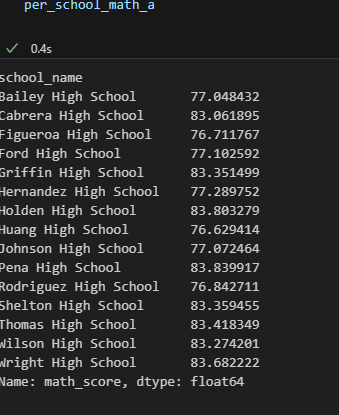 per_school_math_a
✓ 0.4s
school_name
Bailey High School 77.048432
Cabrera High School 83.061895
Figueroa High School 76.711767
Ford High School 77.102592
Griffin High School 83.351499
Hernandez High School 77.289752
Holden High School 83.803279
Huang High School 76.629414
Johnson High School 77.072464
Pena High School 83.839917
Rodriguez High School 76.842711
Shelton High School 83.359455
Thomas High School 83.418349
Wilson High School 83.274201
Wright High School 83.682222
Name: math_score, dtype: float64